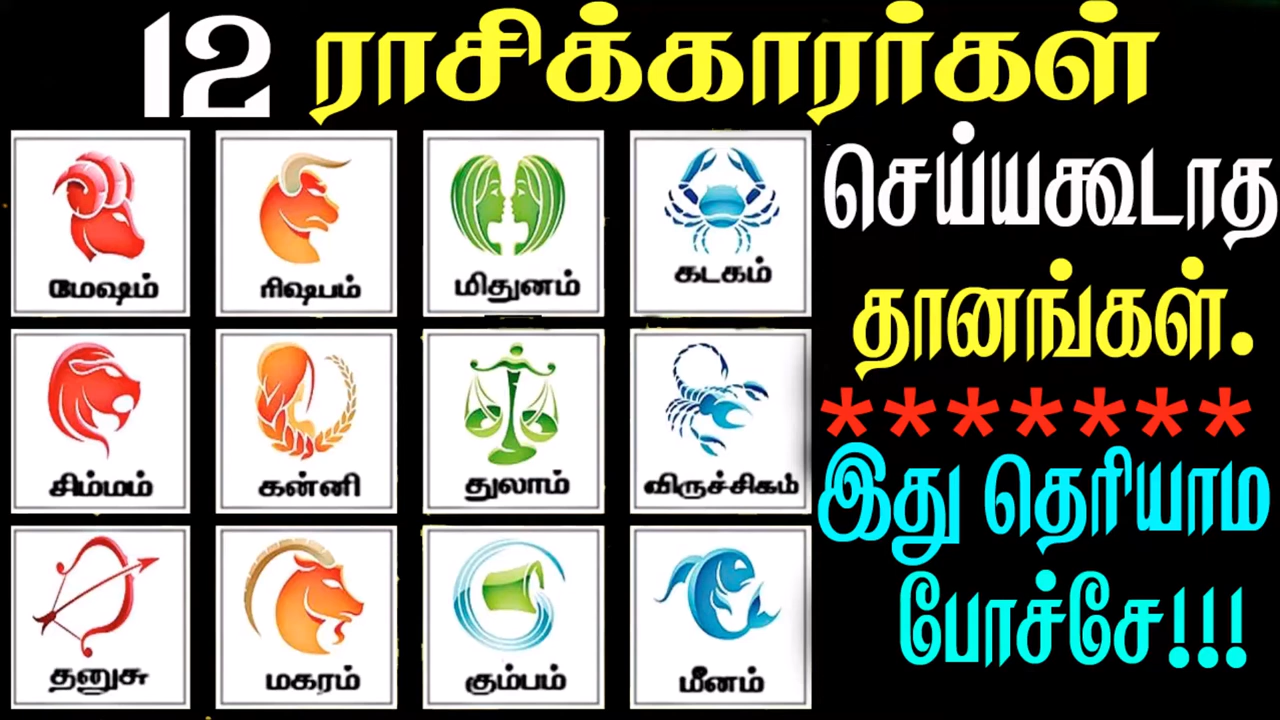 12 ராசிக்காரர்கள்
செய்யகூடாத
தானங்கள்.
*******
இது தெரியாம
போச்சே!!!
மேஷம் ரிஷபம் மிதுனம் கடகம்
சிம்மம் கன்னி துலாம் விருச்சிகம்
தனுசு மகரம் கும்பம் மீனம்